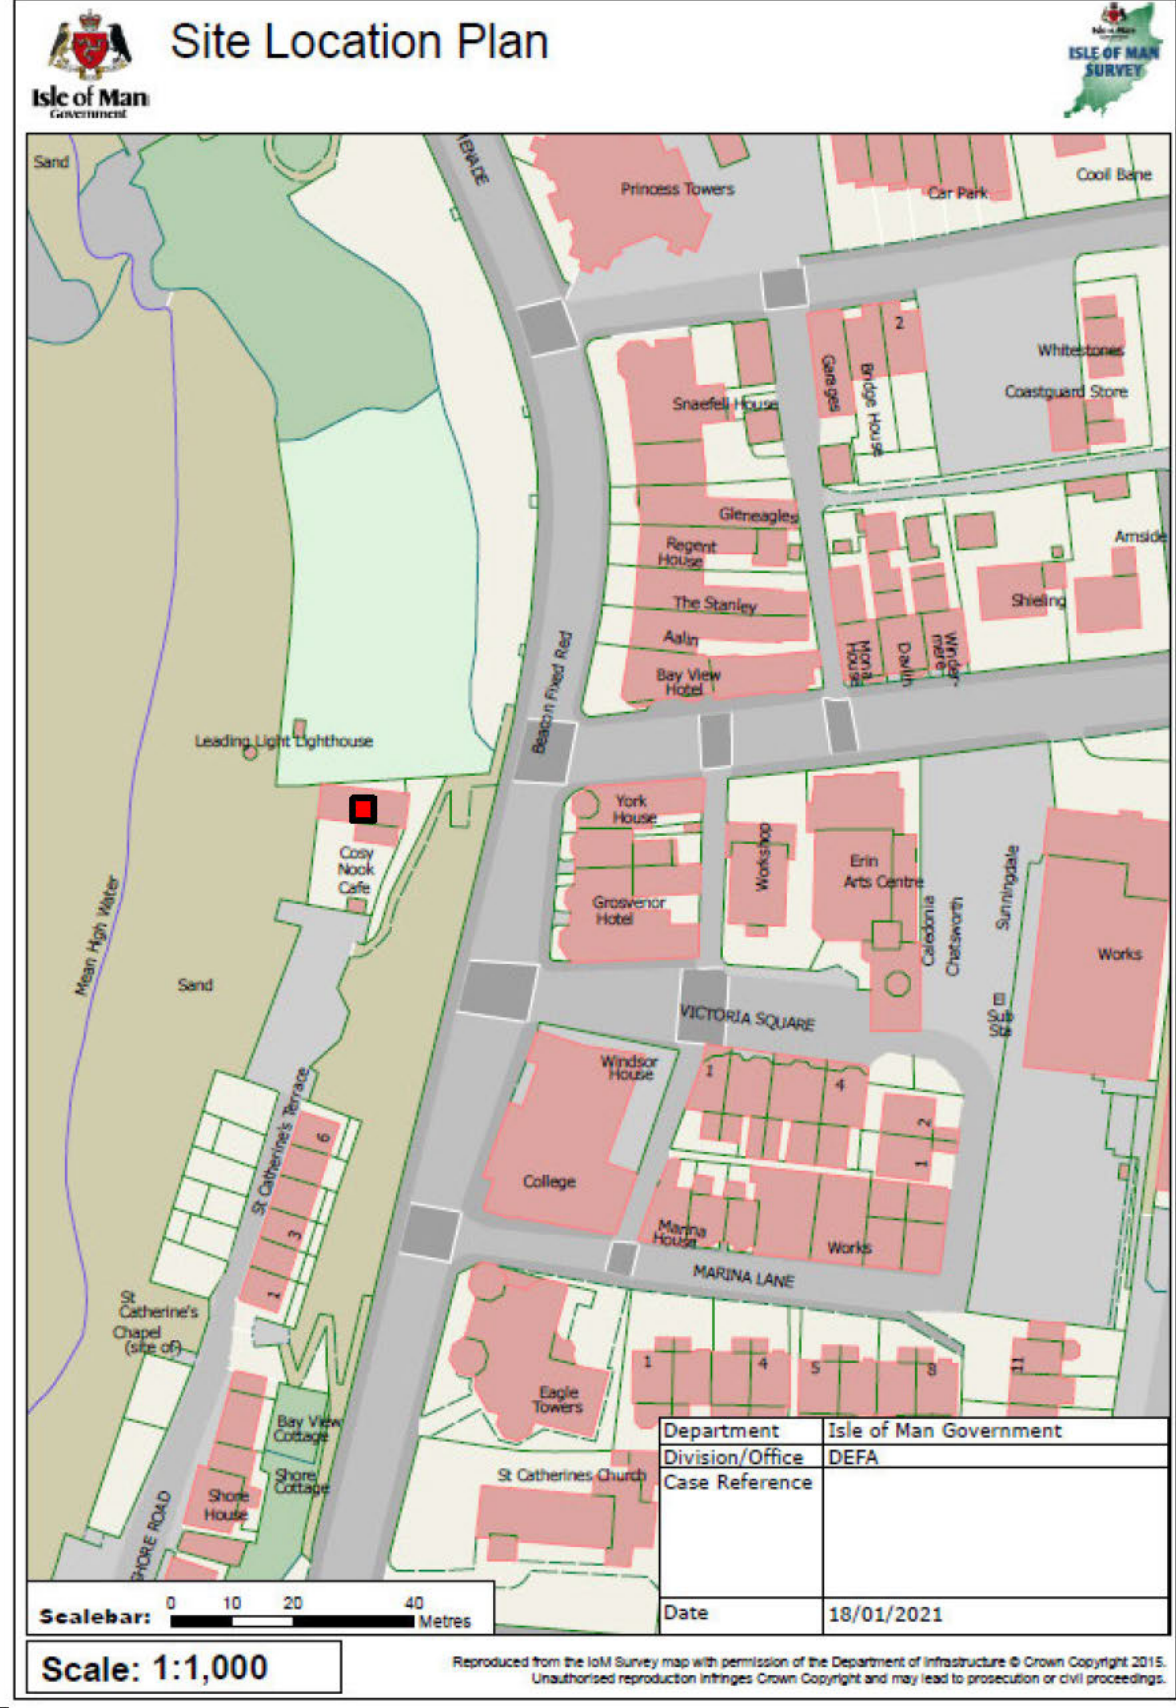 Site Location Plan
Isle of Man
Government
Isle of Man
ISLE OF MAN
SURVEY
Sand
ENADE
Princess Towers
Car Park
Cooil Bane
2
Whitestones
Garages
Bridge House
Coastguard Store
Snaefell House
Gleneagles
Regent
House
Arnside
The Stanley
Shieling
Aalin
Mona
House
Davlin
Winder-
mere
Bay View
Hotel
Beacon Fixed Red
Leading Light Lighthouse
York
House
Cosy
Nook
Cafe
Workshop
Erin
Arts Centre
Grosvenor
Hotel
Caledonia
Chatsworth
Sunningdale
Works
Mean High Water
Sand
El
Sub
Sta
VICTORIA SQUARE
Windsor
House
1
4
2
1
St Catherine's Terrace
6
3
1
College
Marina
House
Works
MARINA LANE
St
Catherine's
Chapel
(site of)
1
4
5
8
11
Eagle
Towers
Bay View
Cottage
Shore
Cottage
Shore
House
SHORE ROAD
St Catherines Church
Department Isle of Man Government
Division/Office DEFA
Case Reference
Date 18/01/2021
Scalebar: 0 10 20 40 Metres
Scale: 1:1,000
Reproduced from the IoM Survey map with permission of the Department of Infrastructure © Crown Copyright 2015.
Unauthorised reproduction infringes Crown Copyright and may lead to prosecution or civil proceedings.